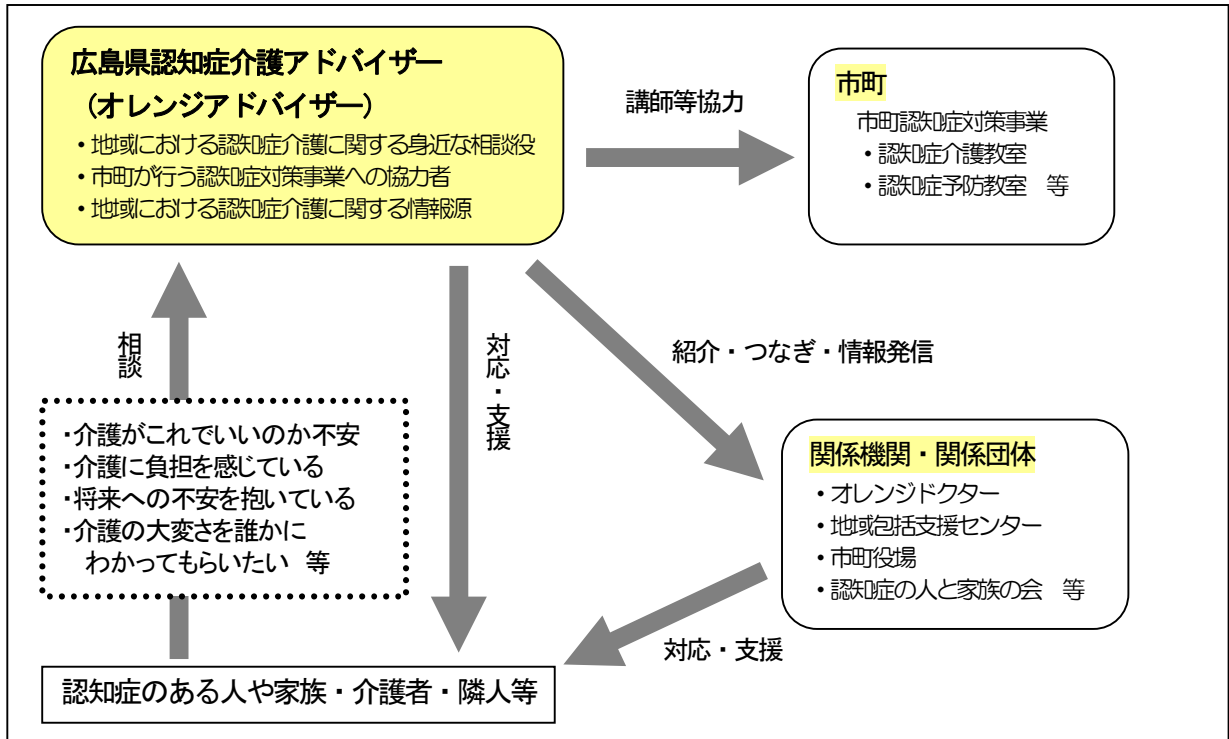 広島県認知症介護アドバイザー
（オレンジアドバイザー）
・地域における認知症介護に関する身近な相談役
・市町が行う認知症対策事業への協力者
・地域における認知症介護に関する情報源
講師等協力
市町
市町認知症対策事業
・認知症介護教室
・認知症予防教室　等
相談
対応・支援
紹介・つなぎ・情報発信
・介護がこれでいいのか不安
・介護に負担を感じている
・将来への不安を抱いている
・介護の大変さを誰かに
わかってもらいたい　等
関係機関・関係団体
・オレンジドクター
・地域包括支援センター
・市町役場
・認知症の人と家族の会　等
対応・支援
認知症のある人や家族・介護者・隣人等